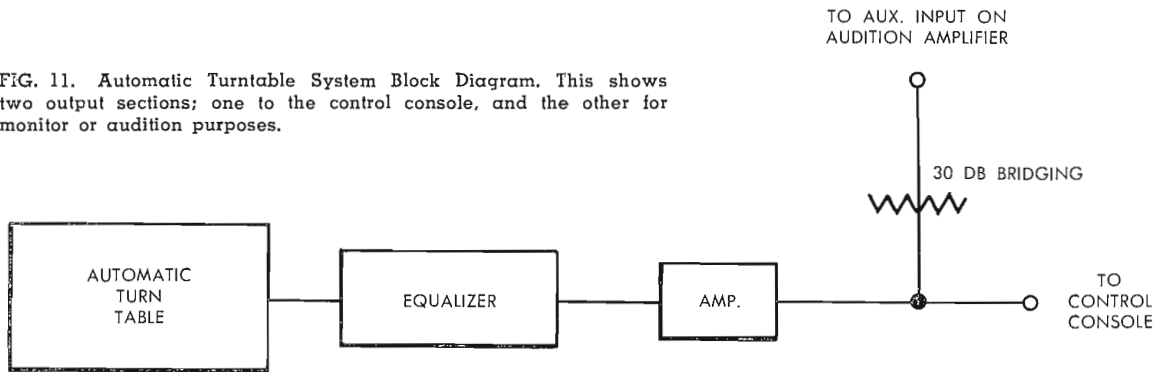 TO AUX. INPUT ON
AUDITION AMPLIFIER
FIG. 11. Automatic Turntable System Block Diagram. This shows
two output sections; one to the control console, and the other for
monitor or audition purposes.
30 DB BRIDGING
AUTOMATIC
TURN
TABLE
EQUALIZER
AMP.
TO
CONTROL
CONSOLE